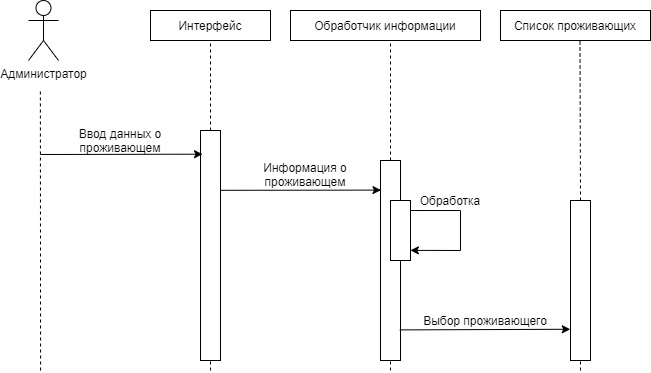 Интерфейс
Обработчик информации
Список проживающих
Администратор
Ввод данных о
проживающем
Информация о
проживающем
Обработка
Выбор проживающего